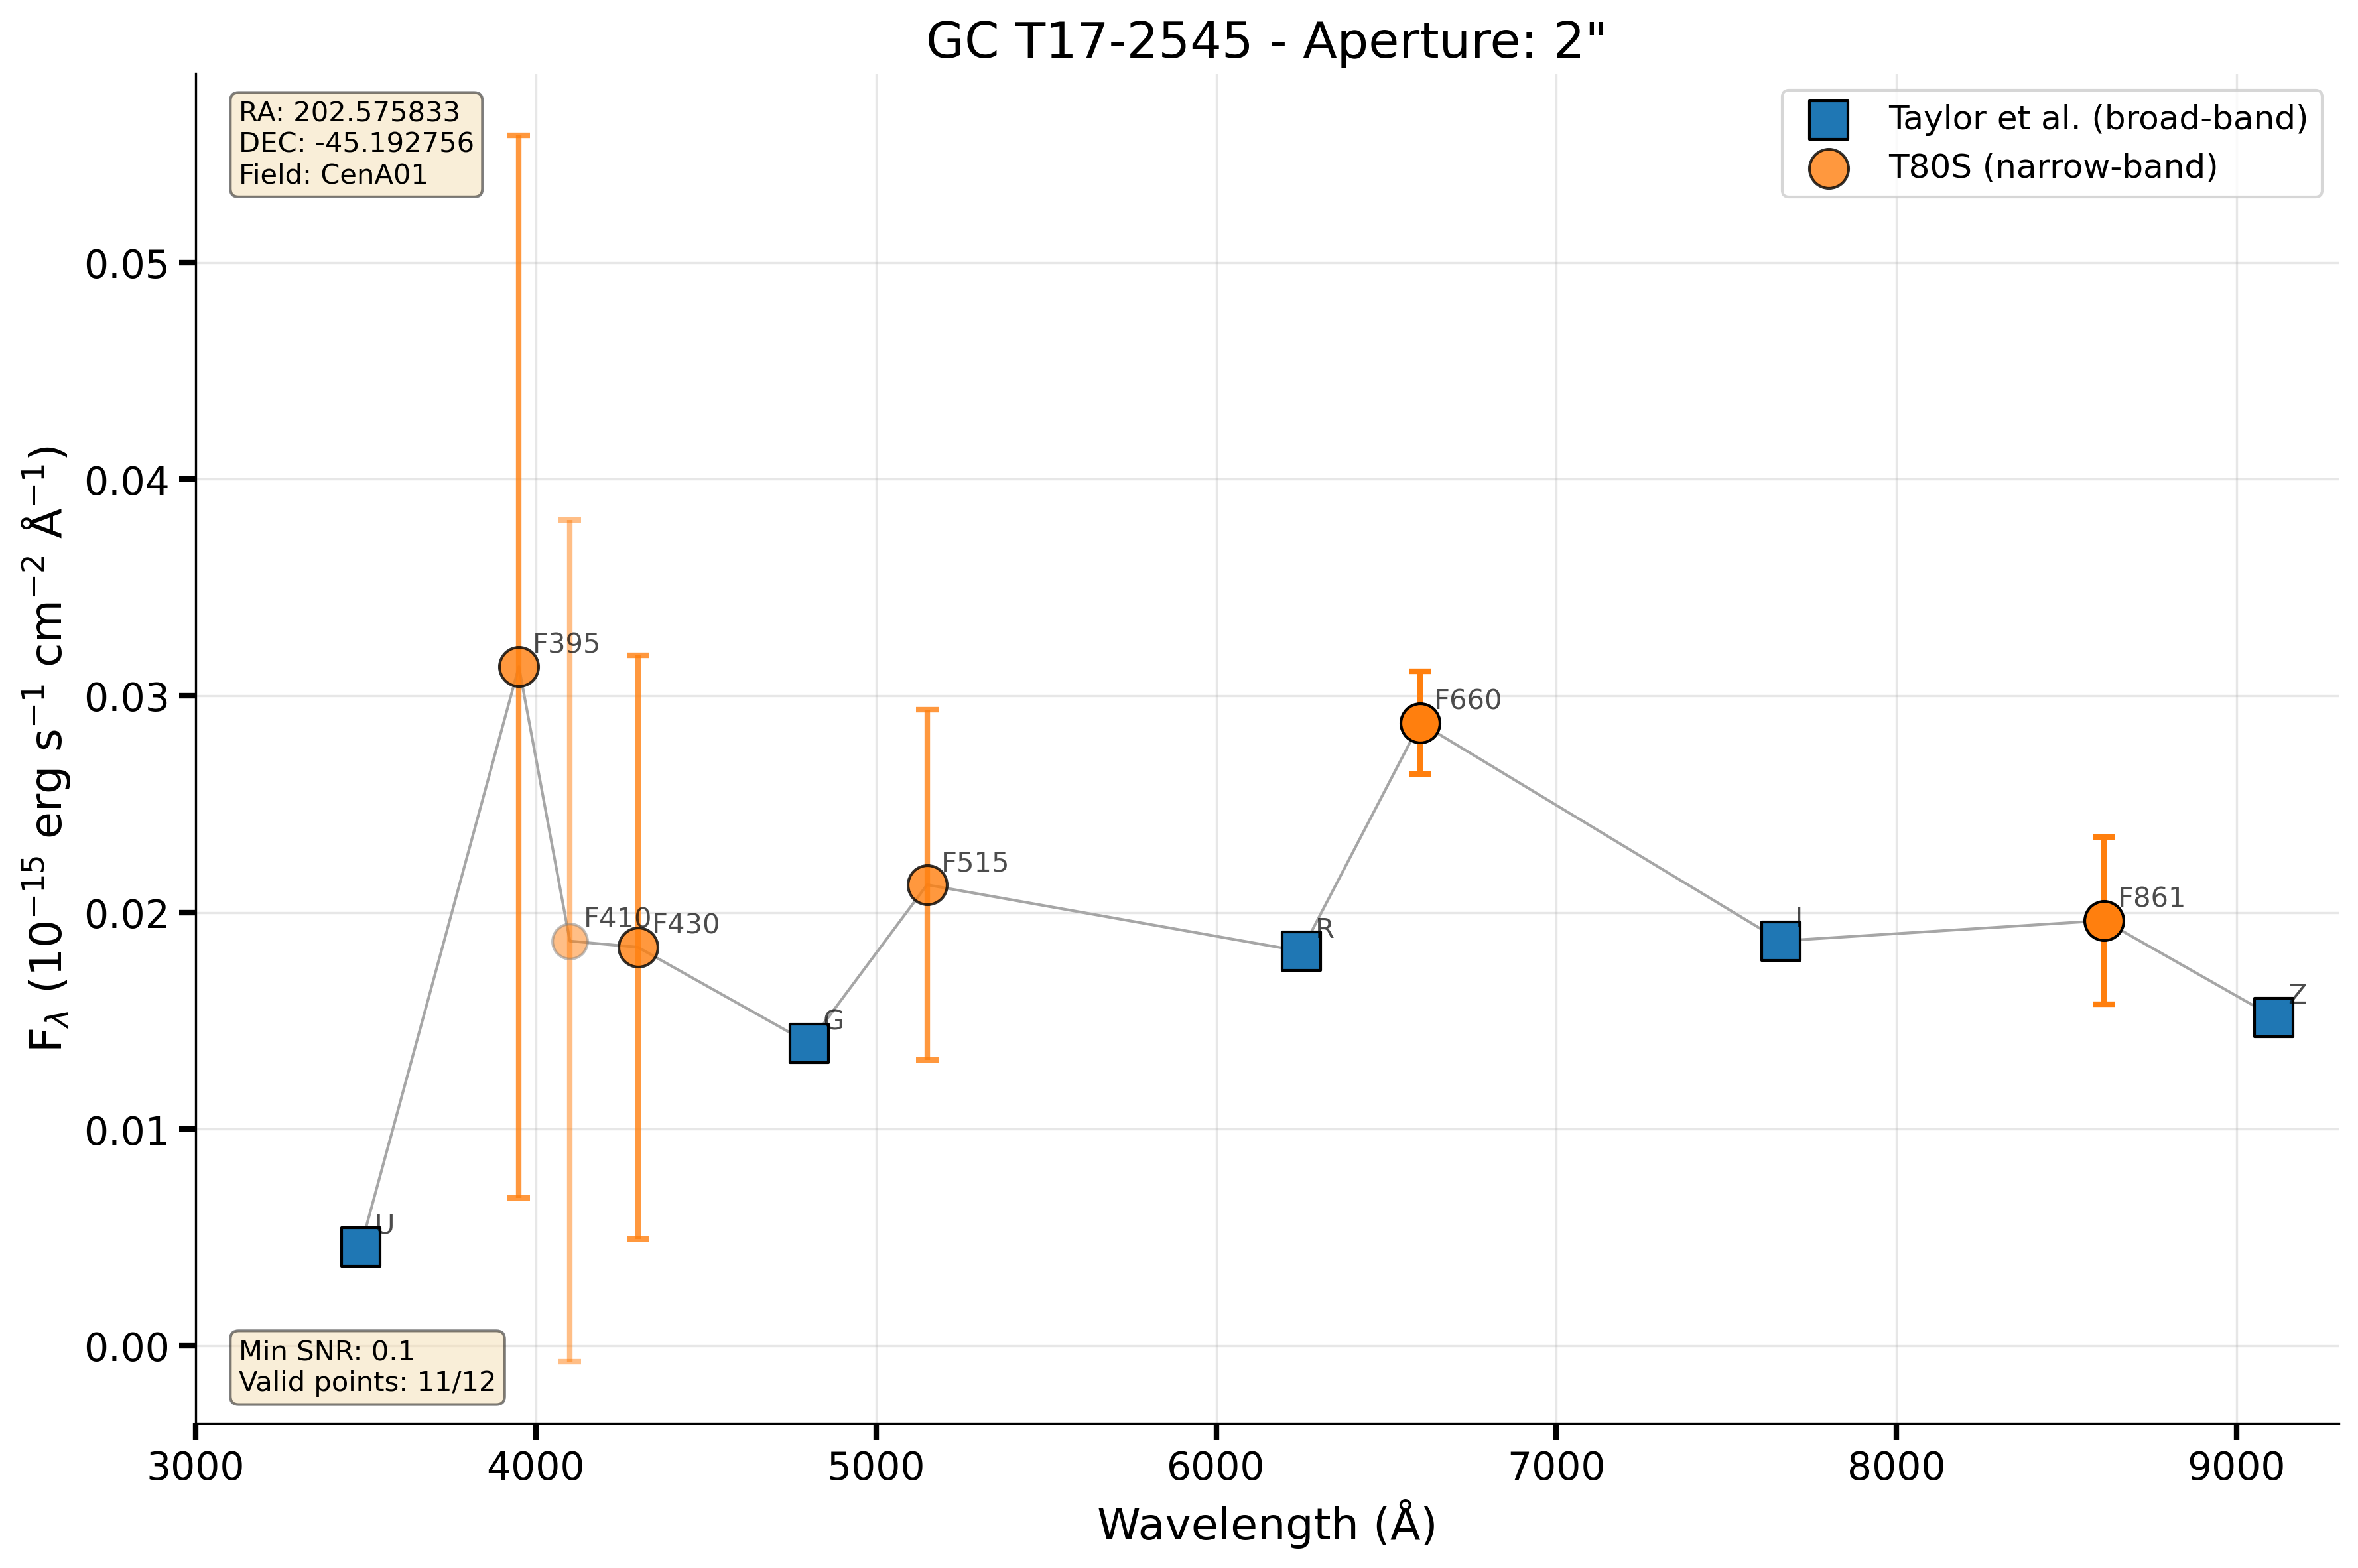 GC T17-2545 - Aperture: 2"
RA: 202.575833
DEC: -45.192756
Field: CenA01
Taylor et al. (broad-band)
T80S (narrow-band)
F_λ (10⁻¹⁵ erg s⁻¹ cm⁻² Å⁻¹)
0.05
0.04
0.03
0.02
0.01
0.00
U
F395
F410
F430
G
F515
R
F660
I
F861
Z
Min SNR: 0.1
Valid points: 11/12
3000 4000 5000 6000 7000 8000 9000
Wavelength (Å)